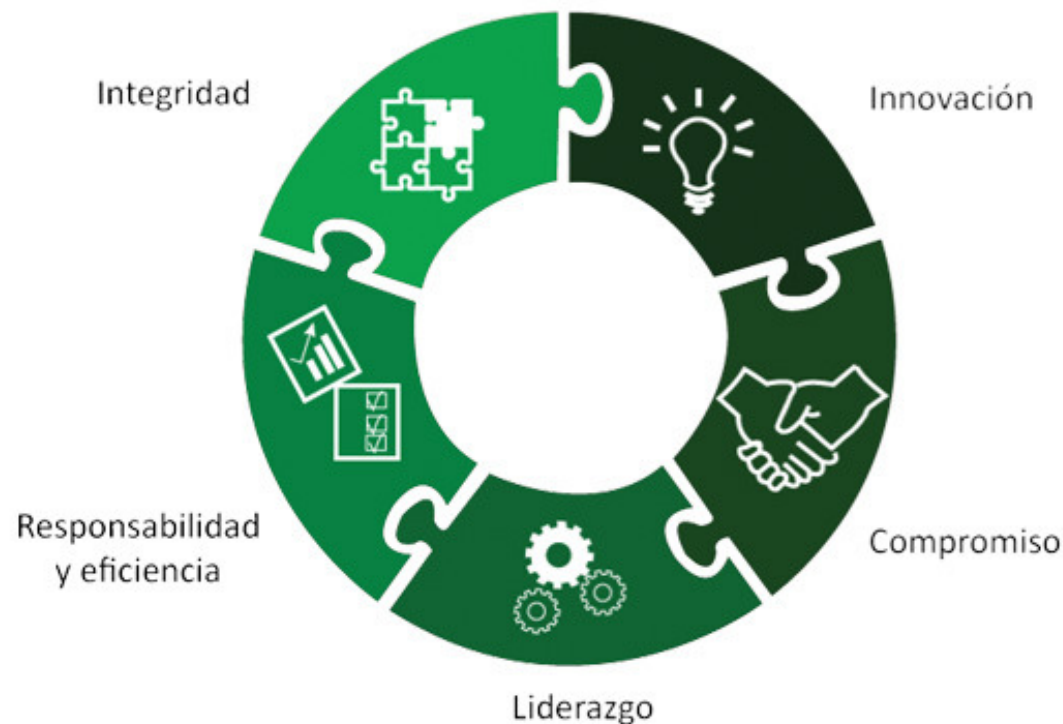 Integridad
Innovación
Responsabilidad
y eficiencia
Compromiso
Liderazgo